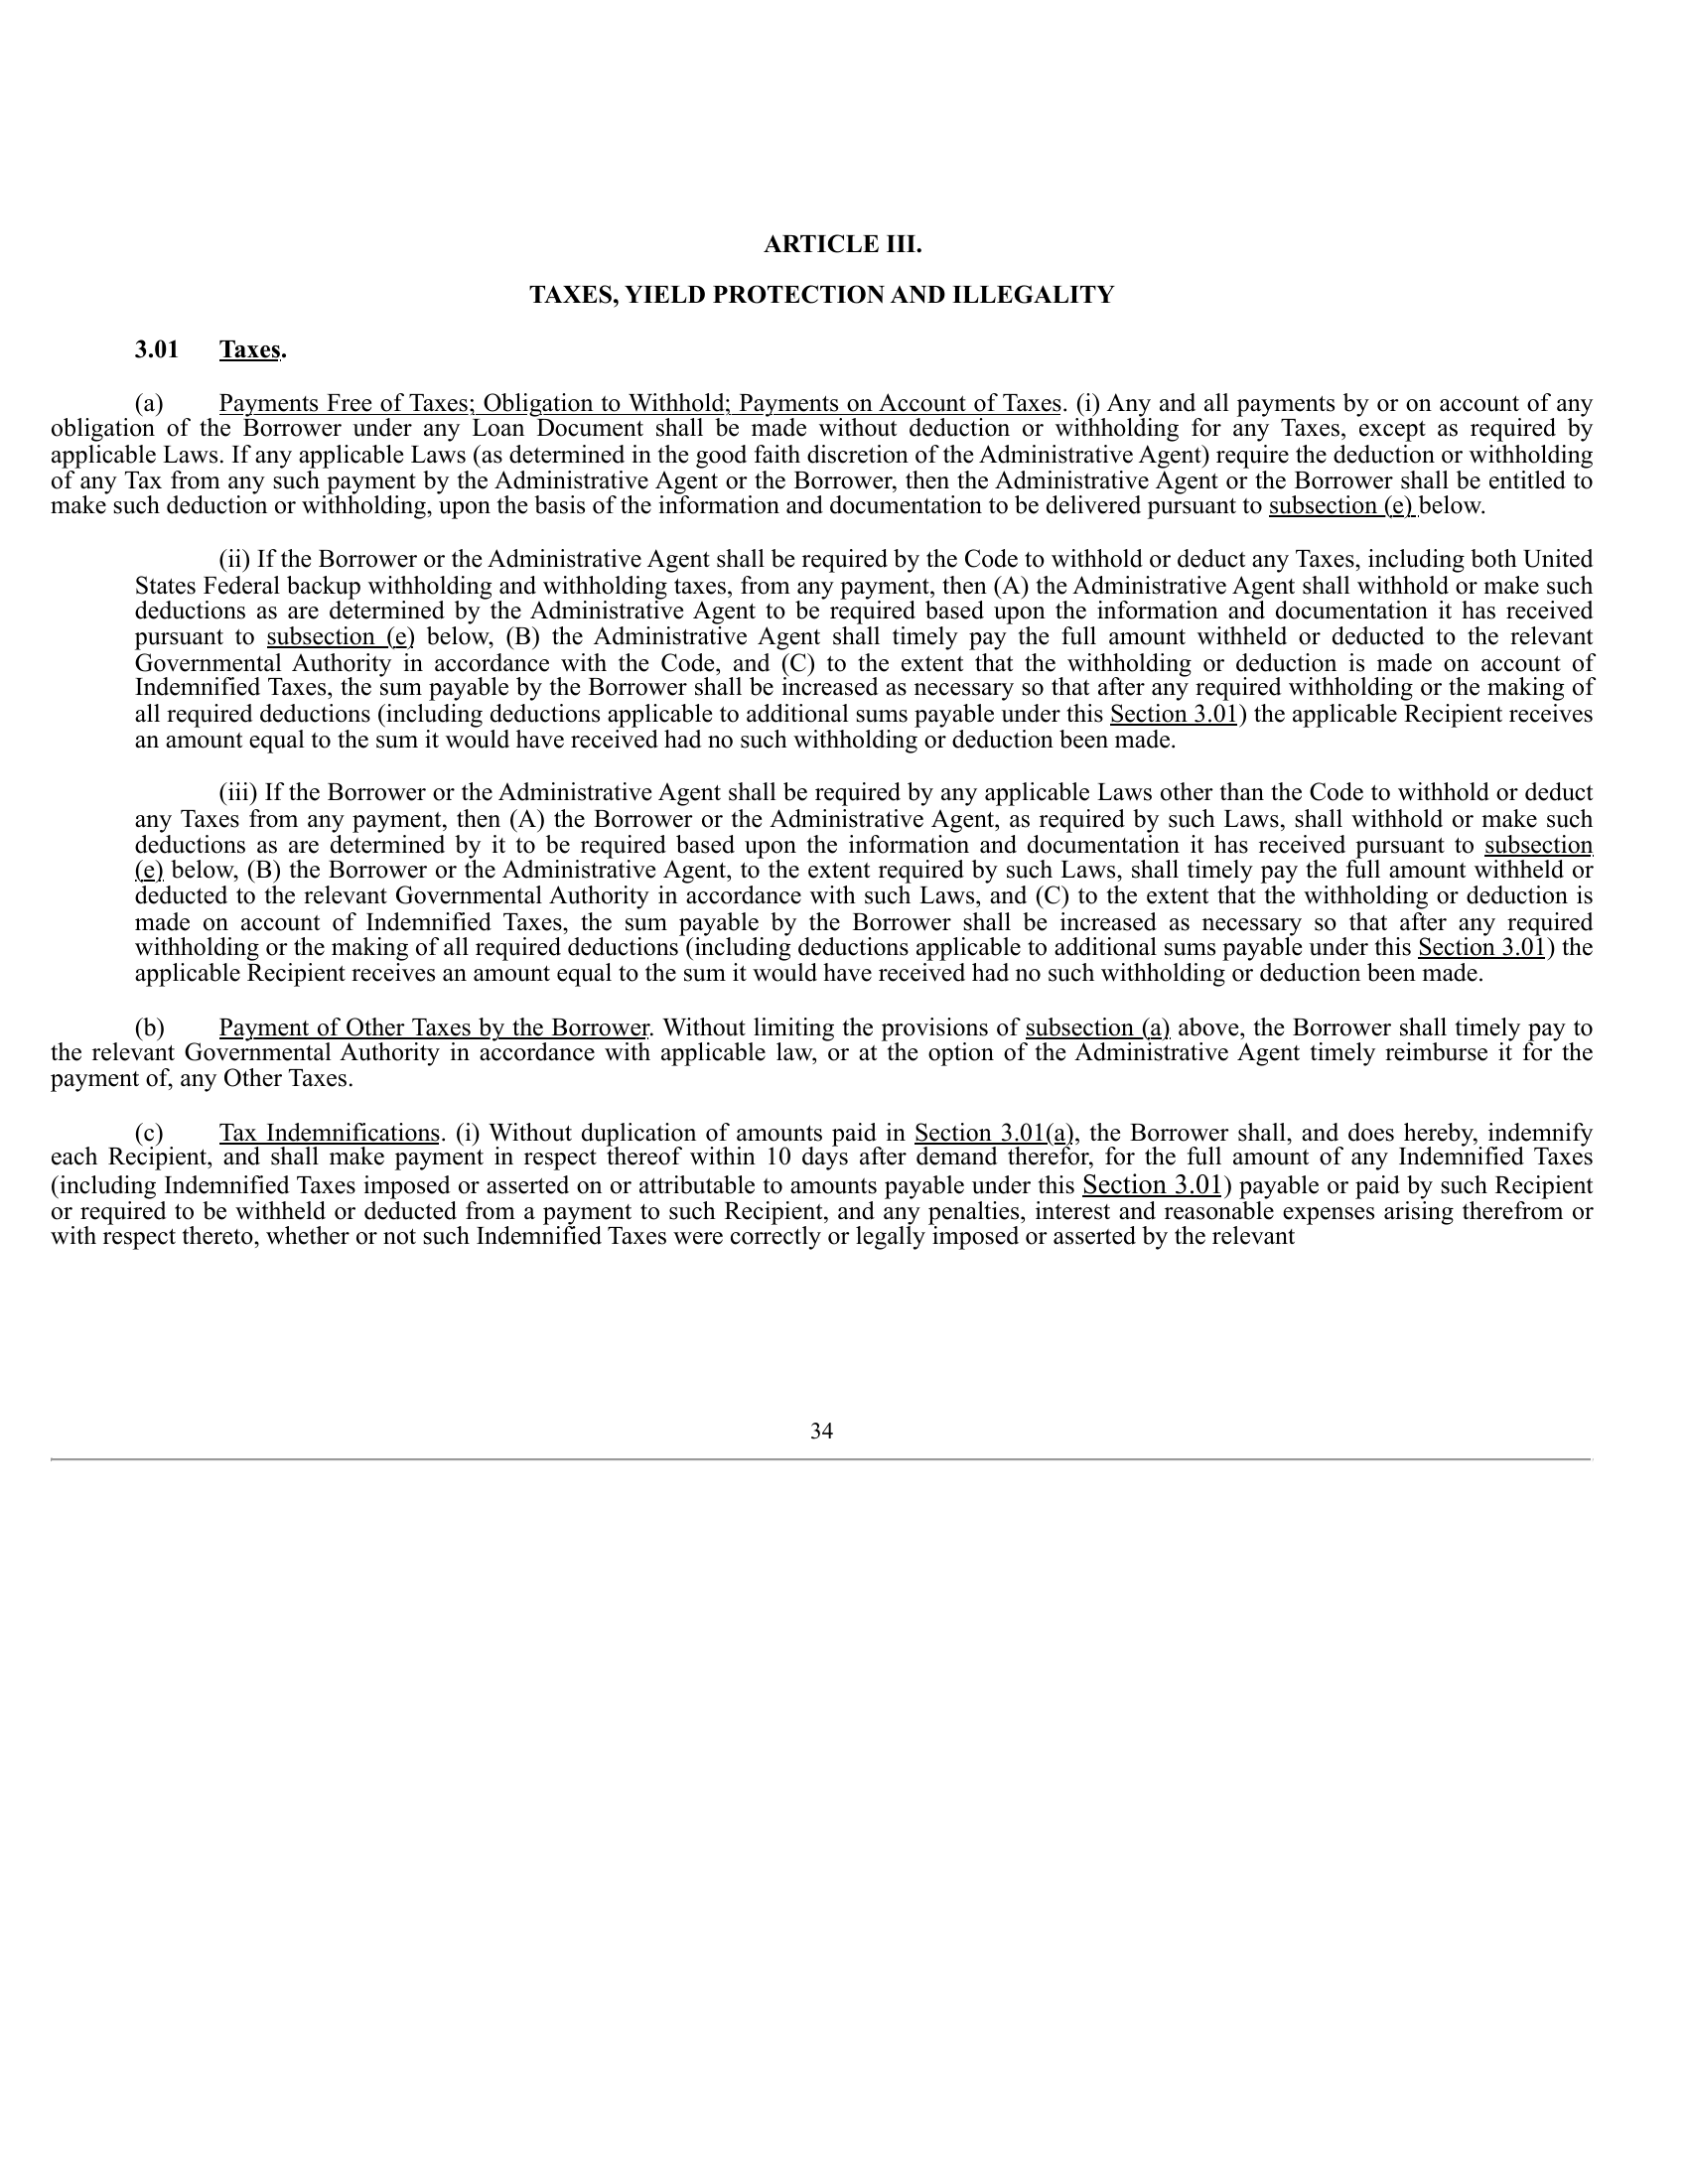 ARTICLE III.
TAXES, YIELD PROTECTION AND ILLEGALITY
3.01 Taxes.
(a) Payments Free of Taxes; Obligation to Withhold; Payments on Account of Taxes. (i) Any and all payments by or on account of any
obligation of the Borrower under any Loan Document shall be made without deduction or withholding for any Taxes, except as required by
applicable Laws. If any applicable Laws (as determined in the good faith discretion of the Administrative Agent) require the deduction or withholding
of any Tax from any such payment by the Administrative Agent or the Borrower, then the Administrative Agent or the Borrower shall be entitled to
make such deduction or withholding, upon the basis of the information and documentation to be delivered pursuant to subsection (e) below.
(ii) If the Borrower or the Administrative Agent shall be required by the Code to withhold or deduct any Taxes, including both United
States Federal backup withholding and withholding taxes, from any payment, then (A) the Administrative Agent shall withhold or make such
deductions as are determined by the Administrative Agent to be required based upon the information and documentation it has received
pursuant to subsection (e) below, (B) the Administrative Agent shall timely pay the full amount withheld or deducted to the relevant
Governmental Authority in accordance with the Code, and (C) to the extent that the withholding or deduction is made on account of
Indemnified Taxes, the sum payable by the Borrower shall be increased as necessary so that after any required withholding or the making of
all required deductions (including deductions applicable to additional sums payable under this Section 3.01) the applicable Recipient receives
an amount equal to the sum it would have received had no such withholding or deduction been made.
(iii) If the Borrower or the Administrative Agent shall be required by any applicable Laws other than the Code to withhold or deduct
any Taxes from any payment, then (A) the Borrower or the Administrative Agent, as required by such Laws, shall withhold or make such
deductions as are determined by it to be required based upon the information and documentation it has received pursuant to subsection
(e) below, (B) the Borrower or the Administrative Agent, to the extent required by such Laws, shall timely pay the full amount withheld or
deducted to the relevant Governmental Authority in accordance with such Laws, and (C) to the extent that the withholding or deduction is
made on account of Indemnified Taxes, the sum payable by the Borrower shall be increased as necessary so that after any required
withholding or the making of all required deductions (including deductions applicable to additional sums payable under this Section 3.01) the
applicable Recipient receives an amount equal to the sum it would have received had no such withholding or deduction been made.
(b) Payment of Other Taxes by the Borrower. Without limiting the provisions of subsection (a) above, the Borrower shall timely pay to
the relevant Governmental Authority in accordance with applicable law, or at the option of the Administrative Agent timely reimburse it for the
payment of, any Other Taxes.
(c) Tax Indemnifications. (i) Without duplication of amounts paid in Section 3.01(a), the Borrower shall, and does hereby, indemnify
each Recipient, and shall make payment in respect thereof within 10 days after demand therefor, for the full amount of any Indemnified Taxes
(including Indemnified Taxes imposed or asserted on or attributable to amounts payable under this Section 3.01) payable or paid by such Recipient
or required to be withheld or deducted from a payment to such Recipient, and any penalties, interest and reasonable expenses arising therefrom or
with respect thereto, whether or not such Indemnified Taxes were correctly or legally imposed or asserted by the relevant
34